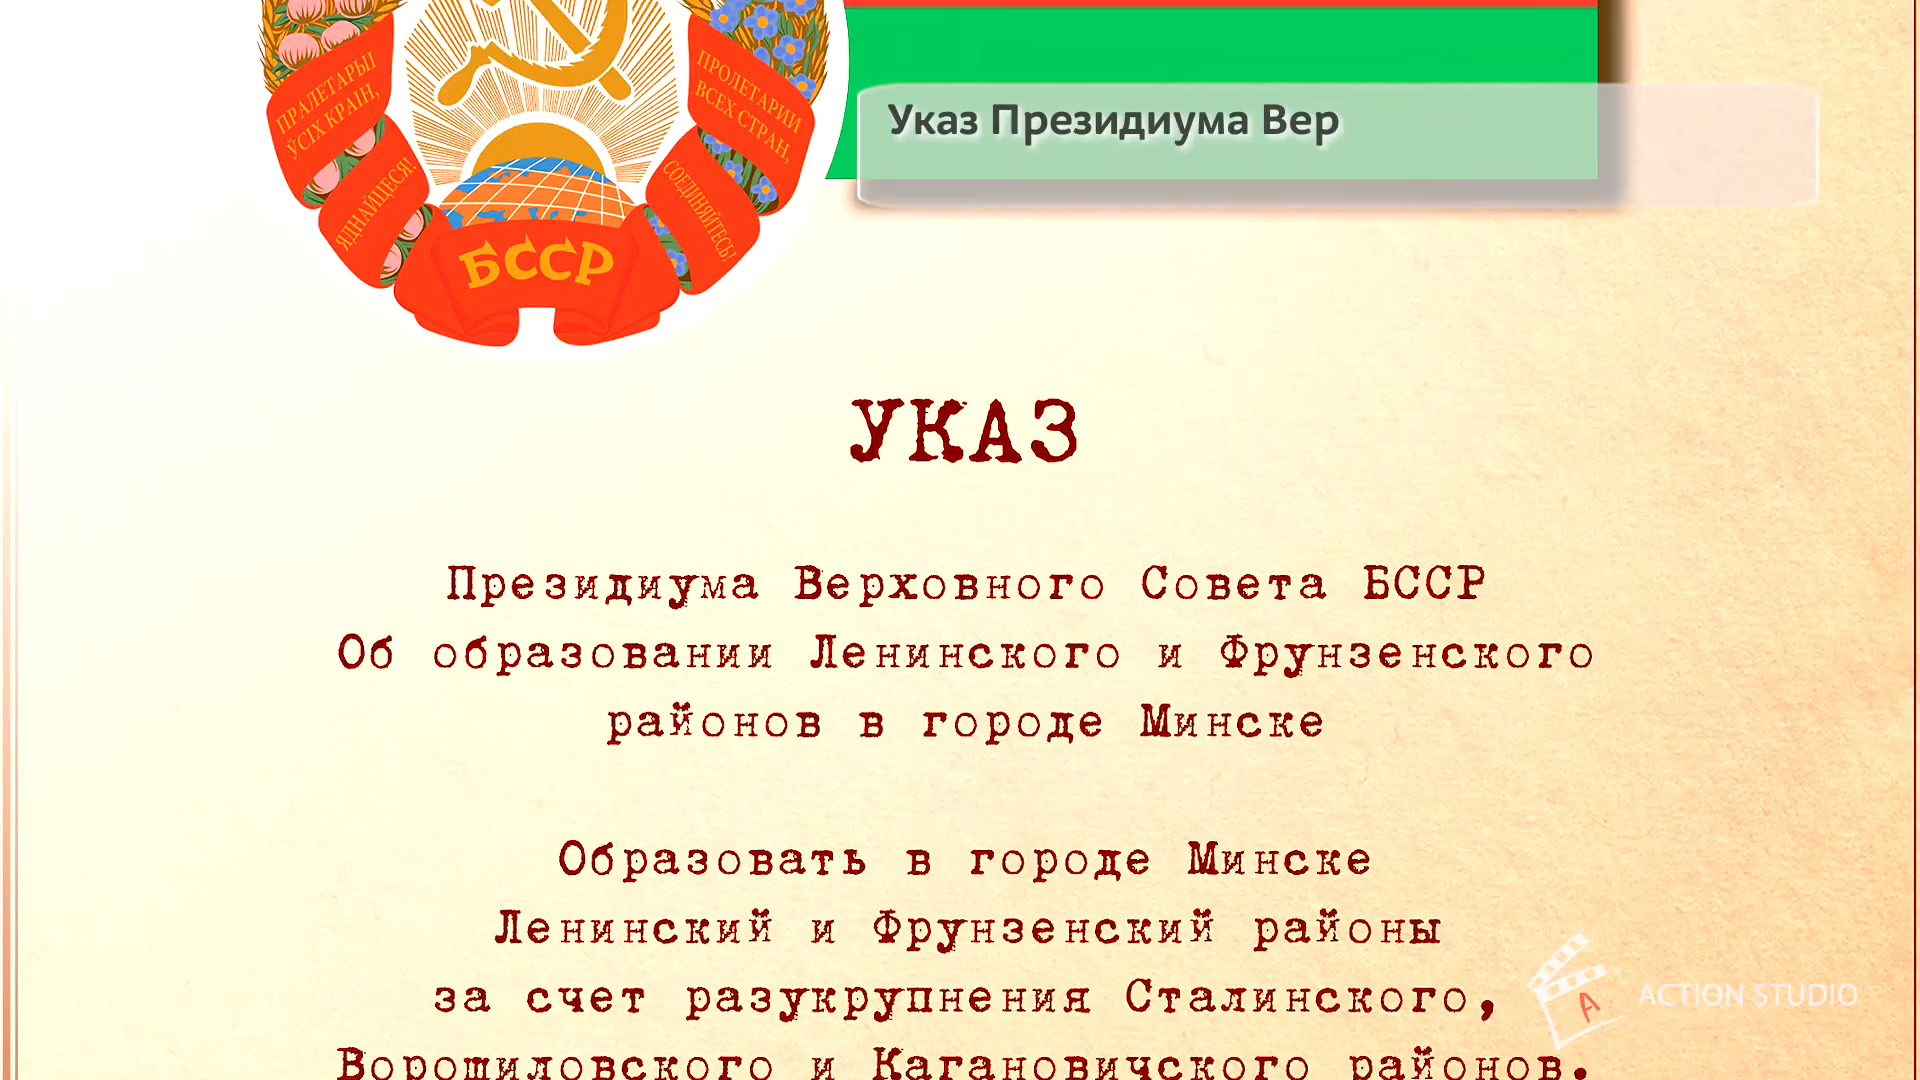 ПРАЛЕТАРЫІ
ЎСІХ КРАІН,
ЯДНАЙЦЕСЯ!
ПРОЛЕТАРИИ
ВСЕХ СТРАН,
СОЕДИНЯЙТЕСЬ!
БССР
Указ Президиума Вер
УКАЗ
Президиума Верховного Совета БССР
Об образовании Ленинского и Фрунзенского
районов в городе Минске
Образовать в городе Минске
Ленинский и Фрунзенский районы
за счет разукрупнения Сталинского,
Ворошиловского и Кагановичского районов.
A
ACTION STUDIO